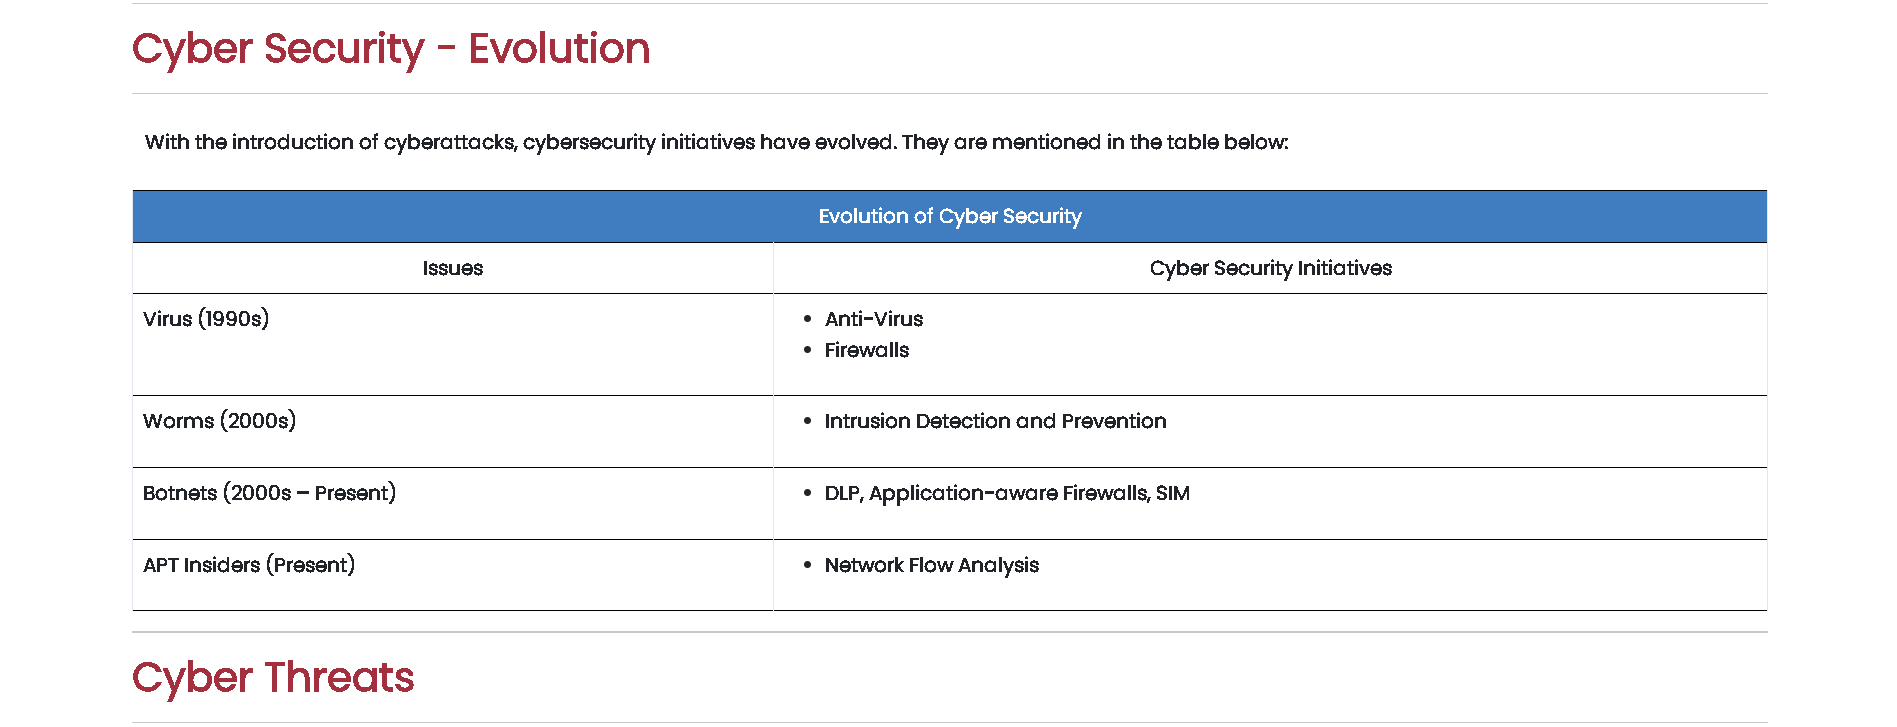 Cyber Security - Evolution
With the introduction of cyberattacks, cybersecurity initiatives have evolved. They are mentioned in the table below:
Evolution of Cyber Security
Issues
Cyber Security Initiatives
Virus (1990s)
• Anti-Virus
• Firewalls
Worms (2000s)
• Intrusion Detection and Prevention
Botnets (2000s – Present)
• DLP, Application-aware Firewalls, SIM
APT Insiders (Present)
• Network Flow Analysis
Cyber Threats